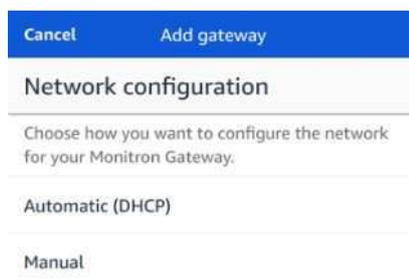 Cancel Add gateway
Network configuration
Choose how you want to configure the network
for your Monitron Gateway.
Automatic (DHCP)
Manual